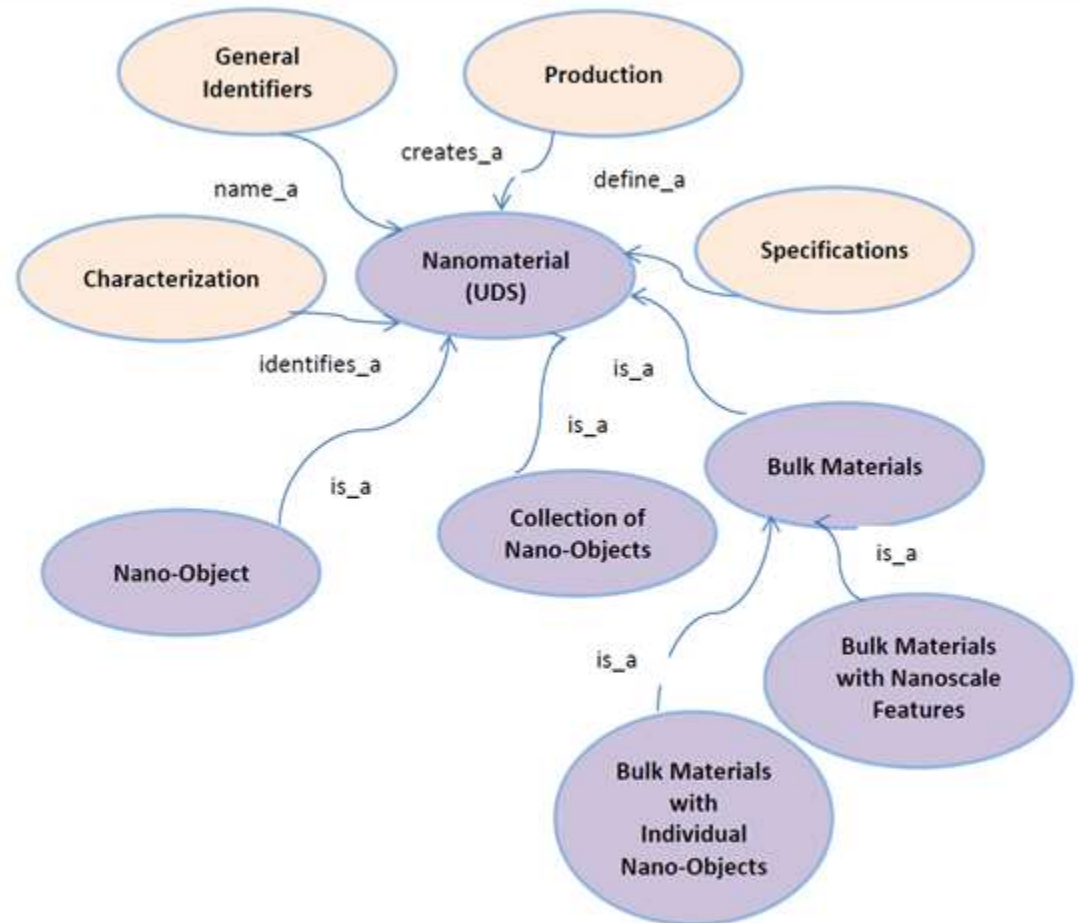 General
Identifiers
Production
creates_a
name_a
define_a
Characterization
Nanomaterial
(UDS)
Specifications
identifies_a
is_a
is_a
is_a
Bulk Materials
Nano-Object
Collection of
Nano-Objects
is_a
is_a
Bulk Materials
with Nanoscale
Features
Bulk Materials
with
Individual
Nano-Objects